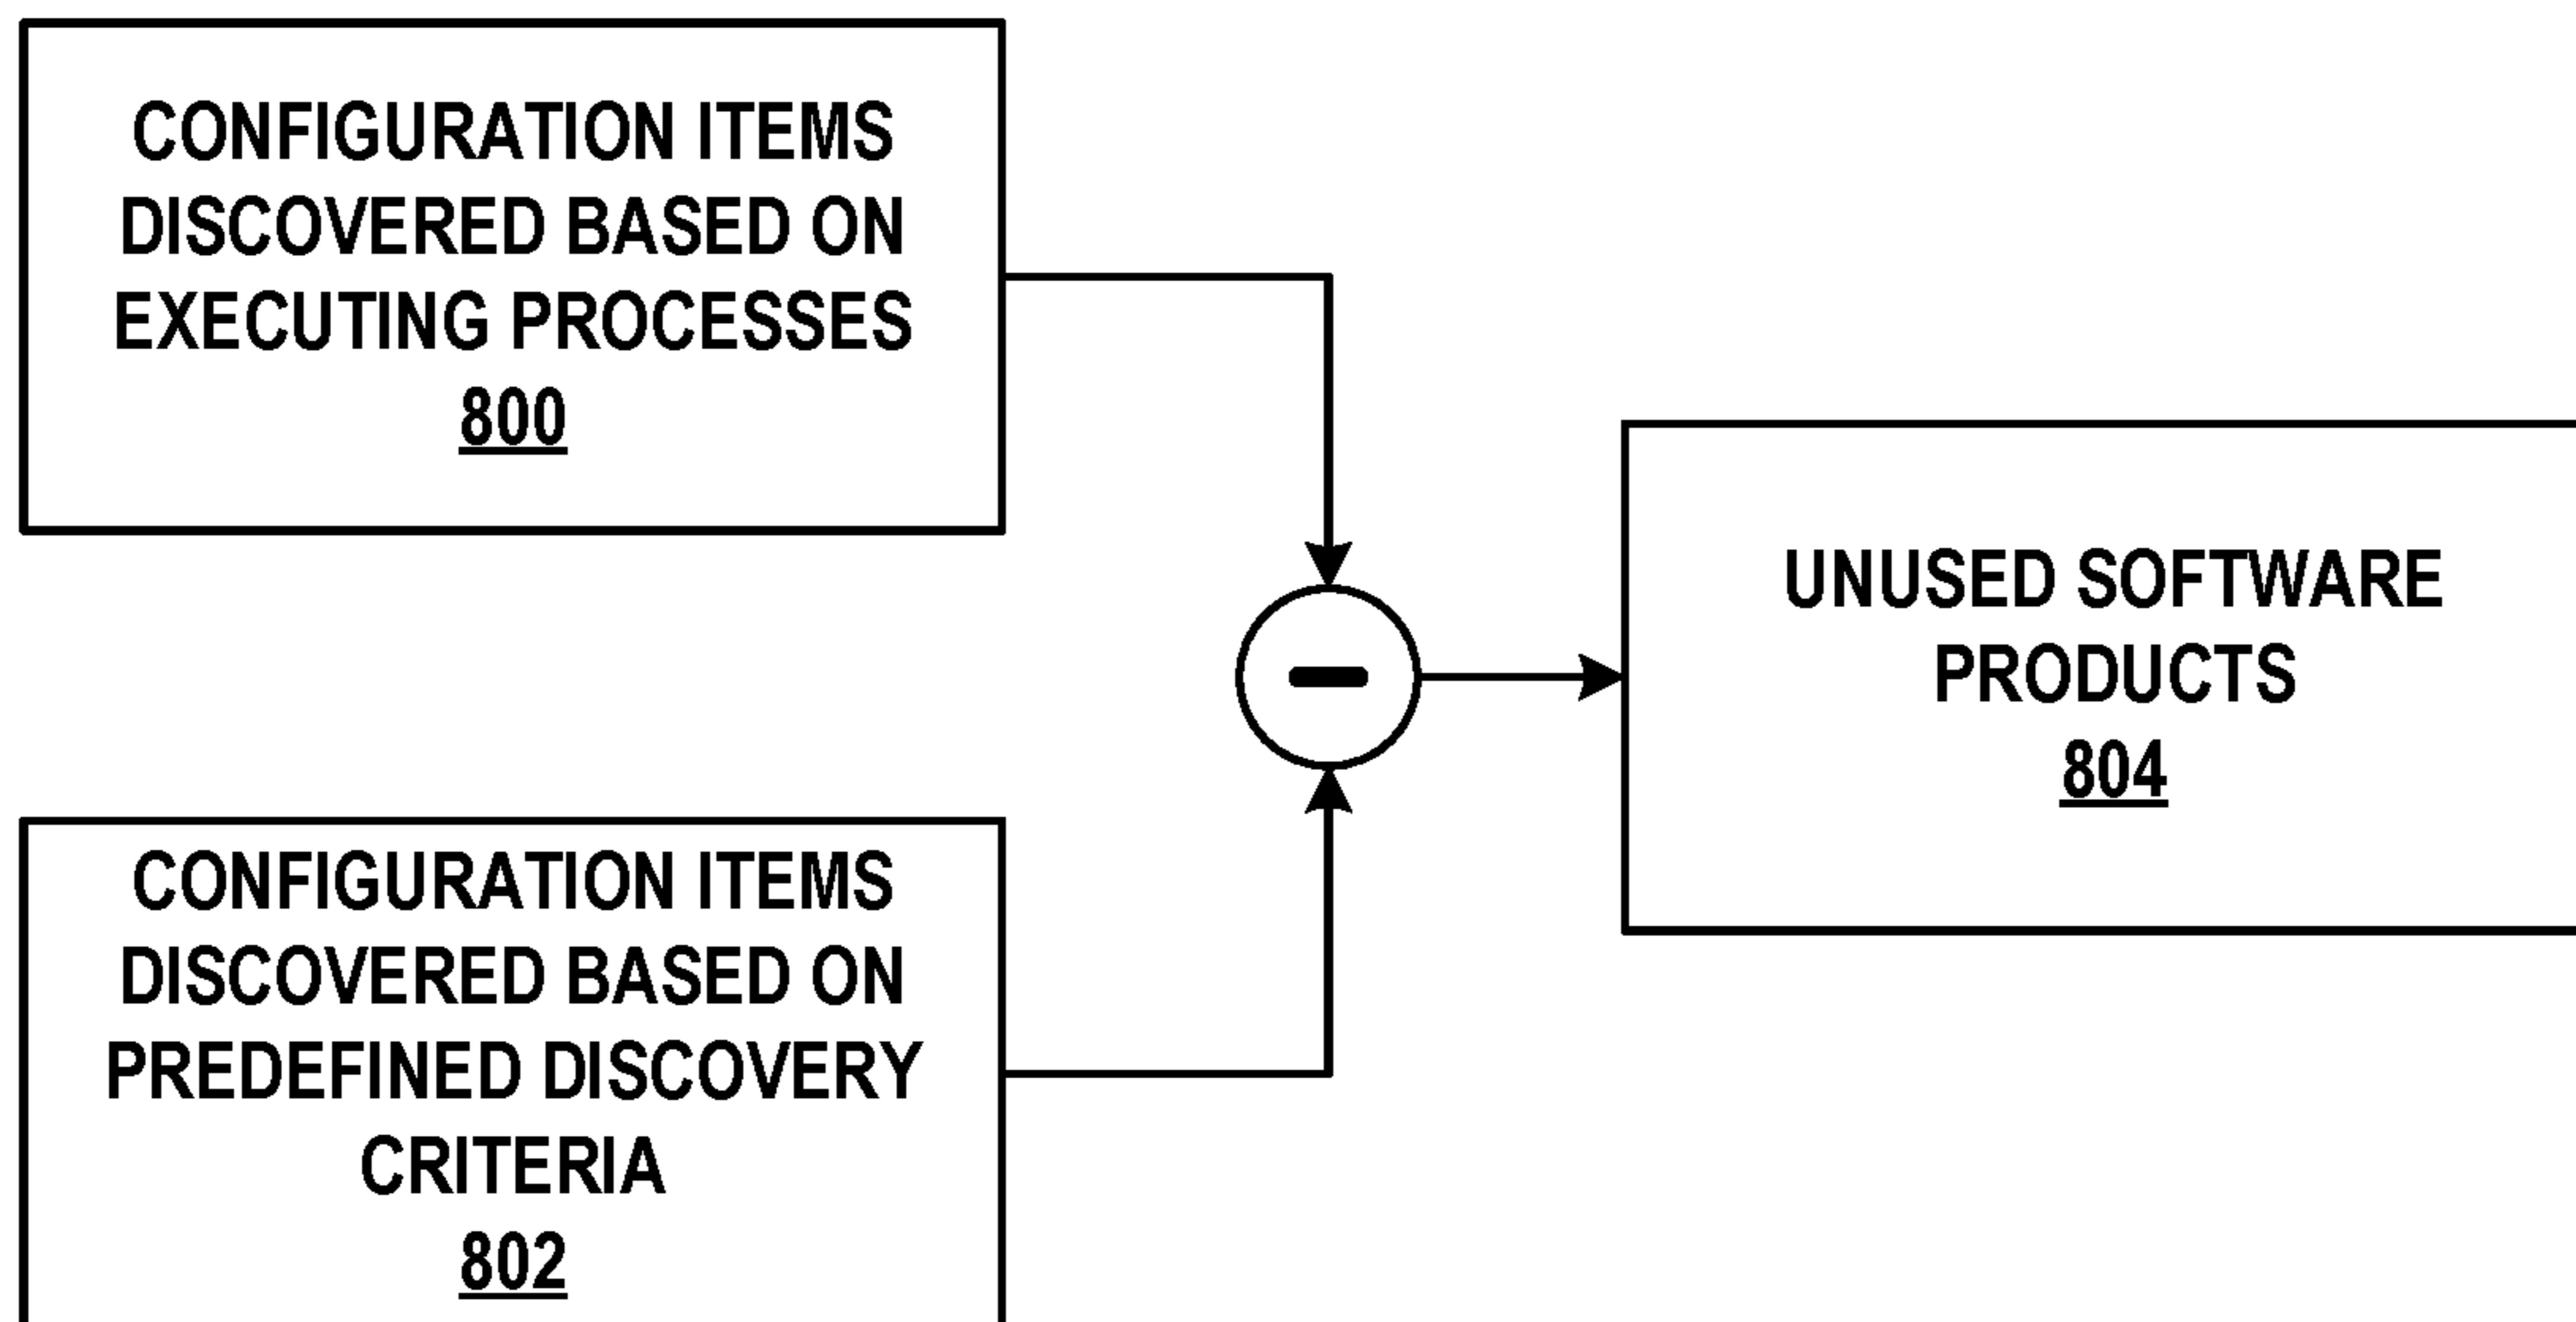 CONFIGURATION ITEMS
DISCOVERED BASED ON
EXECUTING PROCESSES
800
UNUSED SOFTWARE
PRODUCTS
804
CONFIGURATION ITEMS
DISCOVERED BASED ON
PREDEFINED DISCOVERY
CRITERIA
802